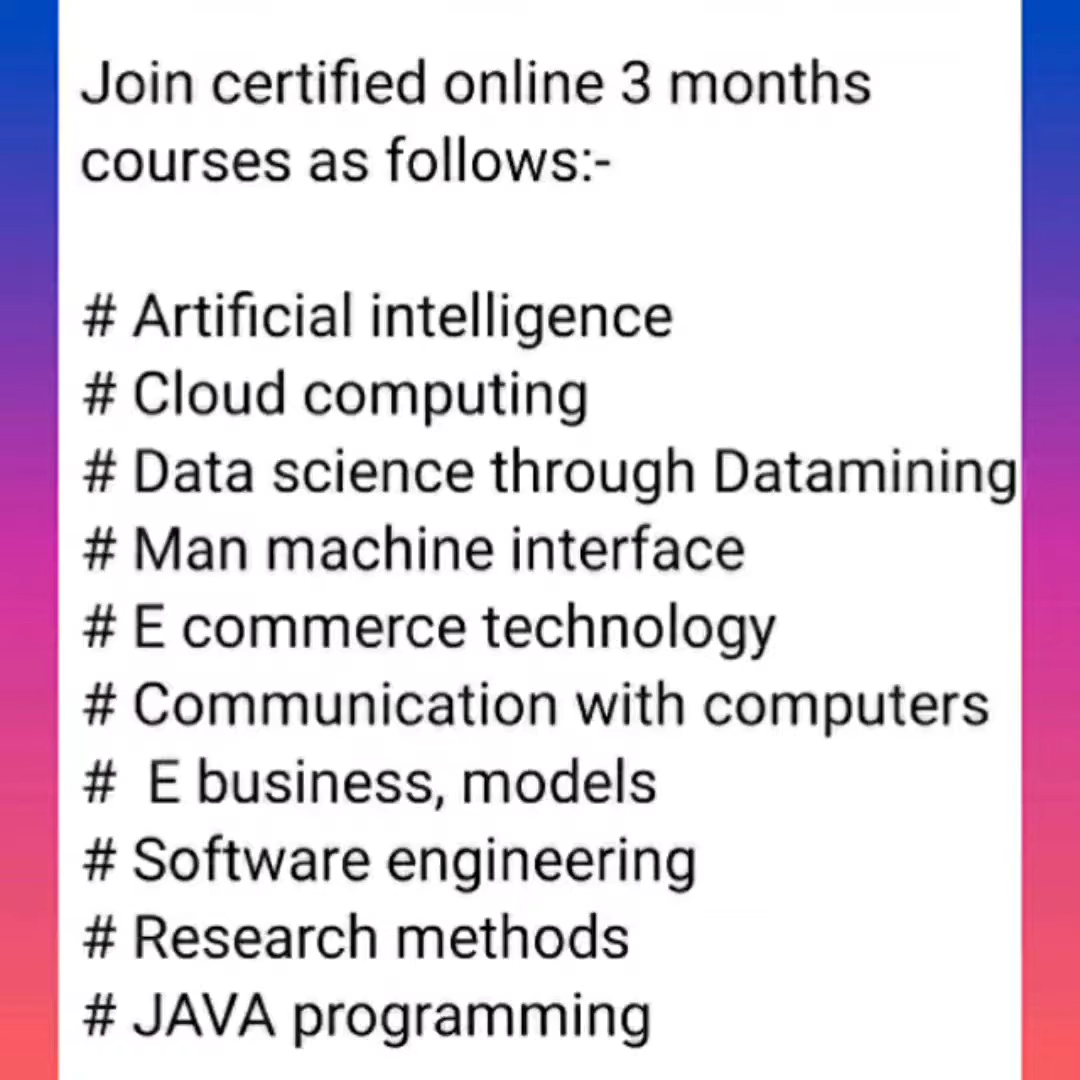 Join certified online 3 months
courses as follows:-
# Artificial intelligence
# Cloud computing
# Data science through Datamining
# Man machine interface
# E commerce technology
# Communication with computers
#  E business, models
# Software engineering
# Research methods
# JAVA programming